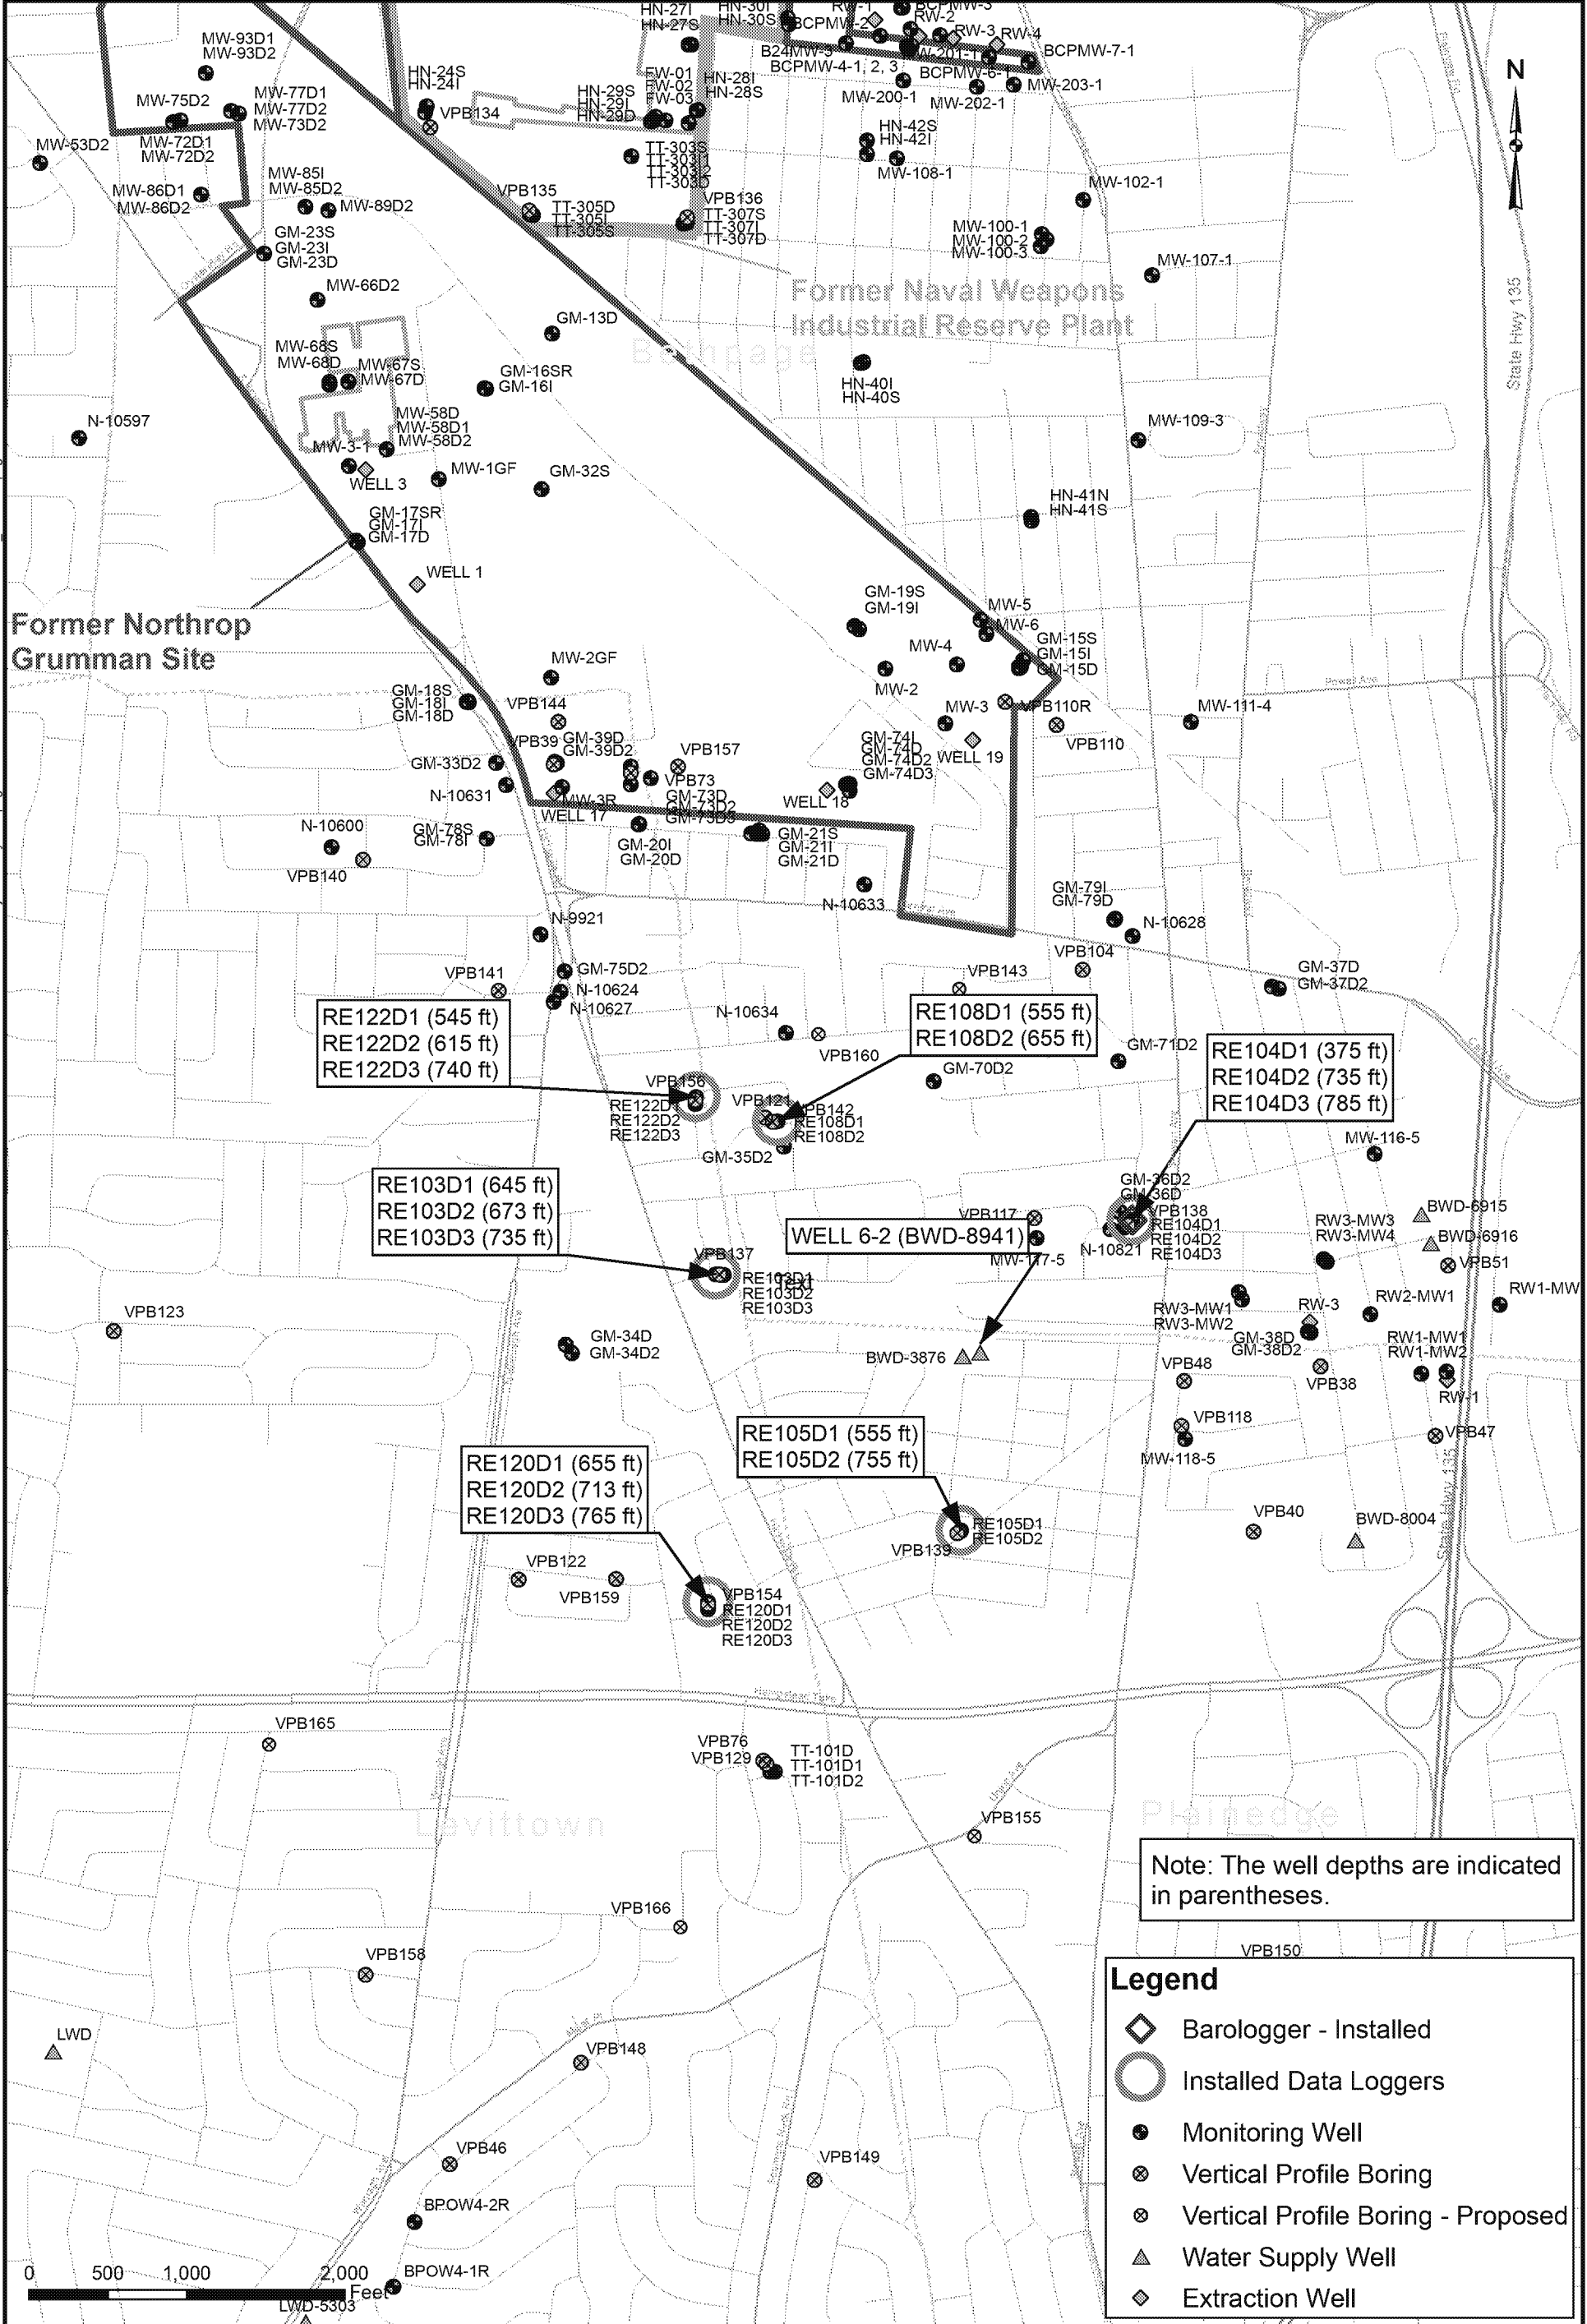 HN-27I
HN-27S
HN-30I
HN-30S
RW-1
BCPMW-3
BCPMW-2
RW-2
RW-3
RW-4
B24MW-3
MW-201-1
BCPMW-7-1
BCPMW-4-1, 2, 3
BCPMW-6-1
MW-200-1
MW-202-1
MW-203-1
MW-93D1
MW-93D2
HN-24S
HN-24I
VPB134
FW-01
FW-02
FW-03
HN-28I
HN-28S
HN-29S
HN-29I
HN-29D
MW-75D2
MW-77D1
MW-77D2
MW-73D2
MW-72D1
MW-72D2
MW-53D2
HN-42S
HN-42I
MW-108-1
TT-303S
TT-303I1
TT-303I2
TT-303D
N
MW-85I
MW-85D2
MW-86D1
MW-86D2
MW-89D2
VPB135
TT-305D
TT-305I
TT-305S
VPB136
TT-307S
TT-307I
TT-307D
MW-102-1
MW-100-1
MW-100-2
MW-100-3
GM-23S
GM-23I
GM-23D
MW-107-1
MW-66D2
Former Naval Weapons
Industrial Reserve Plant
State Hwy 135
GM-13D
Bethpage
MW-68S
MW-68D
MW-67S
MW-67D
GM-16SR
GM-16I
HN-40I
HN-40S
N-10597
MW-58D
MW-58D1
MW-58D2
MW-109-3
MW-3-1
WELL 3
MW-1GF
GM-32S
HN-41N
HN-41S
GM-17SR
GM-17I
GM-17D
WELL 1
GM-19S
GM-19I
MW-5
MW-6
Former Northrop
Grumman Site
GM-15S
GM-15I
GM-15D
MW-4
MW-2
MW-2GF
GM-18S
GM-18I
GM-18D
VPB144
MW-3
VPB110R
VPB110
MW-111-4
GM-33D2
VPB39
GM-39D
GM-39D2
VPB157
GM-74I
GM-74D
GM-74D2
GM-74D3
WELL 19
N-10631
MW-3R
WELL 17
VPB73
GM-73D
GM-73D2
GM-73D3
WELL 18
N-10600
VPB140
GM-78S
GM-78I
GM-20I
GM-20D
GM-21S
GM-21I
GM-21D
N-10633
GM-79I
GM-79D
N-10628
N-9921
VPB104
VPB141
GM-75D2
N-10624
N-10627
VPB143
GM-37D
GM-37D2
N-10634
VPB160
RE122D1 (545 ft)
RE122D2 (615 ft)
RE122D3 (740 ft)
RE108D1 (555 ft)
RE108D2 (655 ft)
GM-71D2
RE104D1 (375 ft)
RE104D2 (735 ft)
RE104D3 (785 ft)
GM-70D2
VPB156
RE122D1
RE122D2
RE122D3
VPB121
VPB142
RE108D1
RE108D2
GM-35D2
MW-116-5
RE103D1 (645 ft)
RE103D2 (673 ft)
RE103D3 (735 ft)
GM-36D2
GM-36D
VPB138
RE104D1
RE104D2
RE104D3
N-10821
VPB117
WELL 6-2 (BWD-8941)
MW-117-5
BWD-6915
BWD-6916
RW3-MW3
RW3-MW4
VPB51
VPB137
RE103D1
RE103D2
RE103D3
Text
RW3-MW1
RW3-MW2
RW-3
RW2-MW1
RW1-MW
VPB123
GM-34D
GM-34D2
GM-38D
GM-38D2
RW1-MW1
RW1-MW2
BWD-3876
VPB48
VPB38
RW-1
VPB118
MW-118-5
VPB47
RE105D1 (555 ft)
RE105D2 (755 ft)
RE120D1 (655 ft)
RE120D2 (713 ft)
RE120D3 (765 ft)
State Hwy 135
VPB40
BWD-8004
RE105D1
RE105D2
VPB139
VPB122
VPB159
VPB154
RE120D1
RE120D2
RE120D3
VPB165
VPB76
VPB129
TT-101D
TT-101D1
TT-101D2
Levittown
Plainedge
VPB155
Note: The well depths are indicated
in parentheses.
VPB166
VPB150
VPB158
LWD
VPB148
VPB46
VPB149
BPOW4-2R
BPOW4-1R
0 500 1,000 2,000
Feet
LWD-5303
Legend
Barologger - Installed
Installed Data Loggers
Monitoring Well
Vertical Profile Boring
Vertical Profile Boring - Proposed
Water Supply Well
Extraction Well